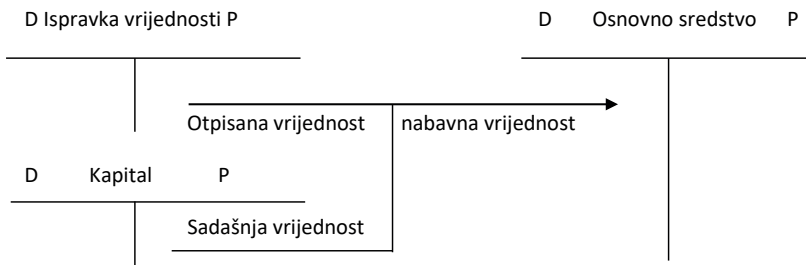 D Ispravka vrijednosti P
D Osnovno sredstvo P
Otpisana vrijednost nabavna vrijednost
D Kapital P
Sadašnja vrijednost